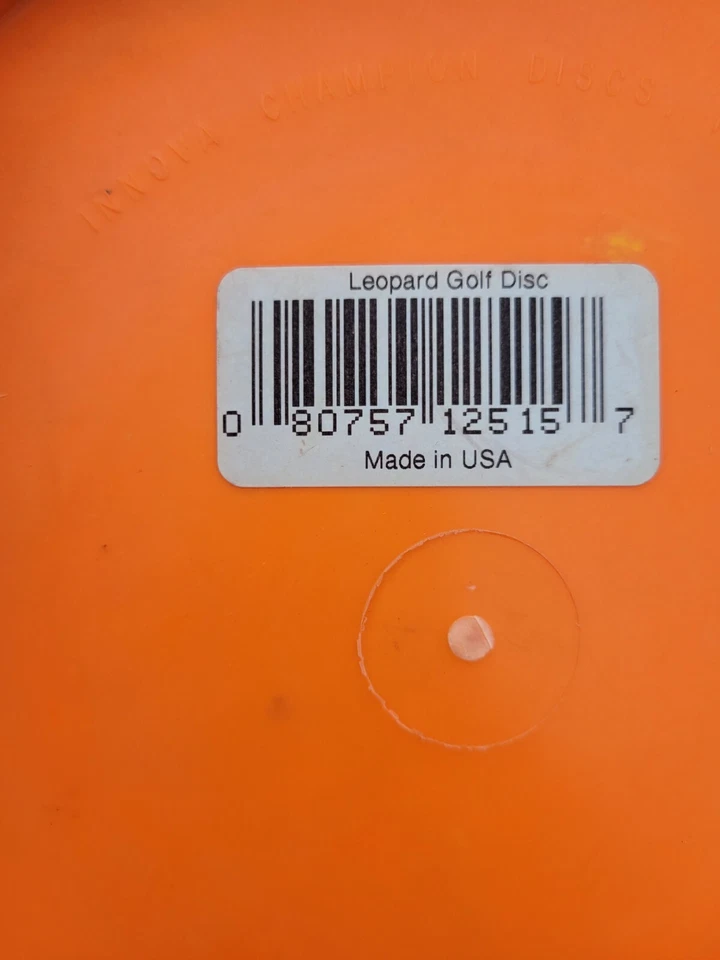 INNOVA CHAMPION DISCS
Leopard Golf Disc
0 80757 12515 7
Made in USA